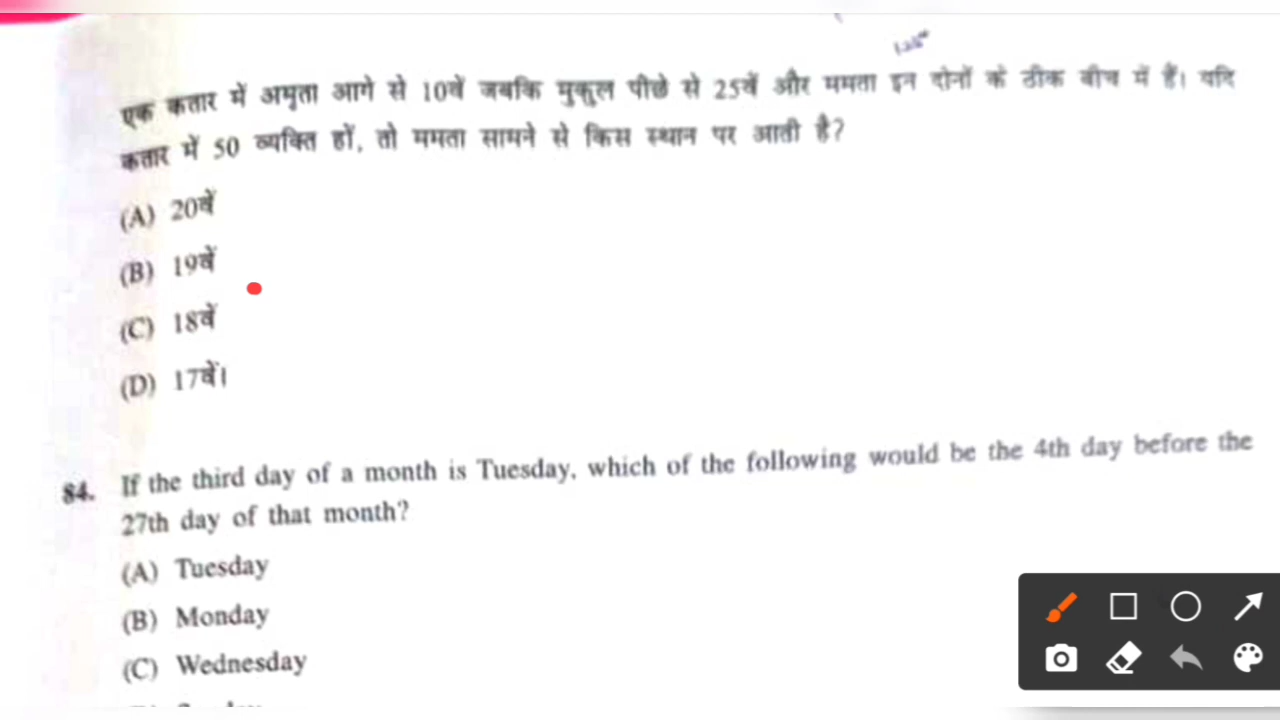 एक कतार में अमृता आगे से 10वें जबकि मुकुल पीछे से 25वें और ममता इन दोनों के ठीक बीच में हैं। यदि
कतार में 50 व्यक्ति हों, तो ममता सामने से किस स्थान पर आती है?
(A) 20वें
(B) 19वें
(C) 18वें
(D) 17वें।
84. If the third day of a month is Tuesday, which of the following would be the 4th day before the
27th day of that month?
(A) Tuesday
(B) Monday
(C) Wednesday